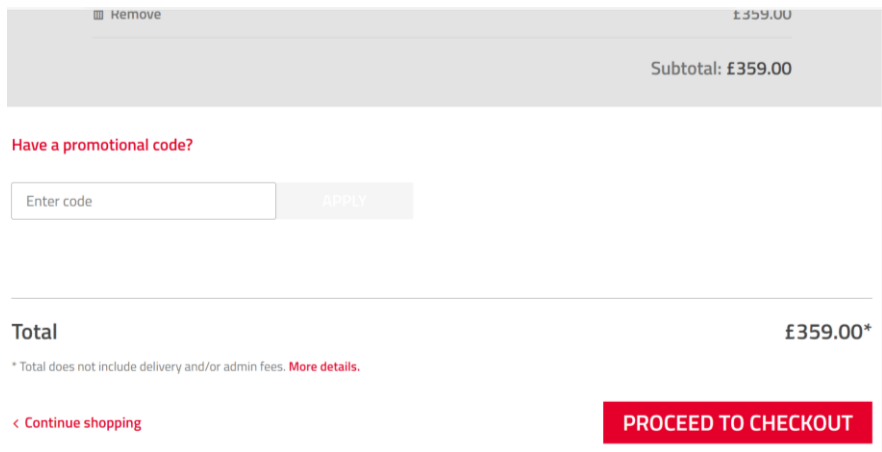 Remove £359.00
Subtotal: £359.00
Have a promotional code?
Enter code APPLY
Total £359.00*
* Total does not include delivery and/or admin fees. More details.
< Continue shopping PROCEED TO CHECKOUT